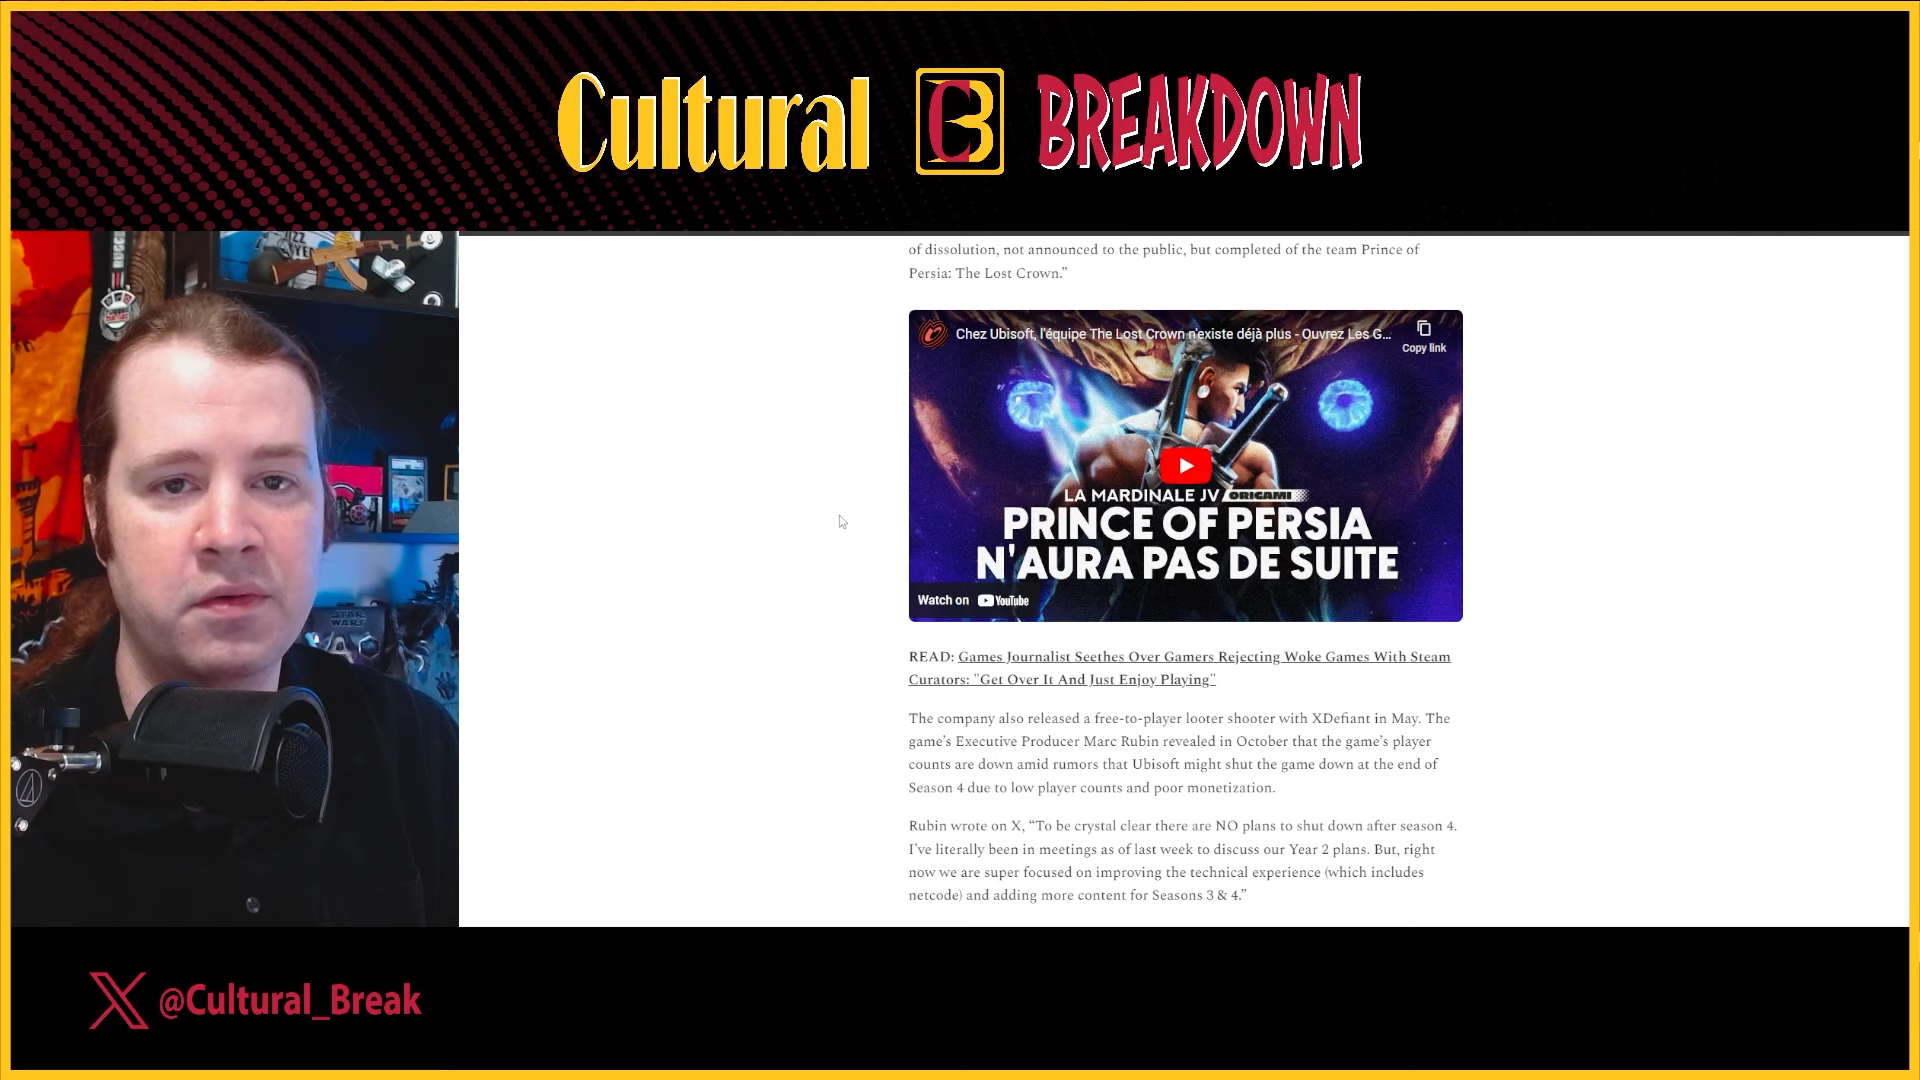 Cultural CB BREAKDOWN
of dissolution, not announced to the public, but completed of the team Prince of
Persia: The Lost Crown.”
Chez Ubisoft, l'équipe The Lost Crown n'existe déjà plus - Ouvrez Les G...
Copy link
LA MARDINALE JV ORIGAMI
PRINCE OF PERSIA
N'AURA PAS DE SUITE
Watch on YouTube
READ: Games Journalist Seethes Over Gamers Rejecting Woke Games With Steam
Curators: "Get Over It And Just Enjoy Playing"
The company also released a free-to-player looter shooter with XDefiant in May. The
game’s Executive Producer Marc Rubin revealed in October that the game’s player
counts are down amid rumors that Ubisoft might shut the game down at the end of
Season 4 due to low player counts and poor monetization.
Rubin wrote on X, “To be crystal clear there are NO plans to shut down after season 4.
I’ve literally been in meetings as of last week to discuss our Year 2 plans. But, right
now we are super focused on improving the technical experience (which includes
netcode) and adding more content for Seasons 3 & 4.”
STAR
WARS
X @Cultural_Break